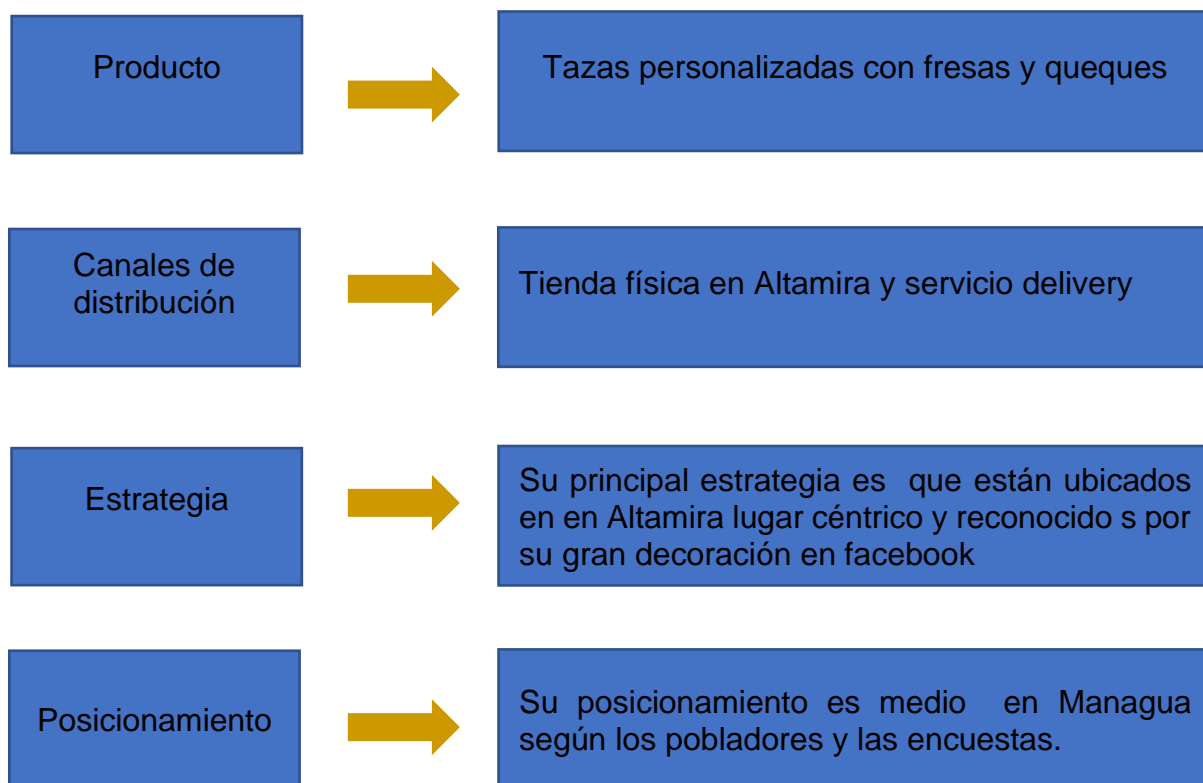 Producto
Tazas personalizadas con fresas y queques
Canales de
distribución
Tienda física en Altamira y servicio delivery
Estrategia
Su principal estrategia es  que están ubicados
en en Altamira lugar céntrico y reconocido s por
su gran decoración en facebook
Posicionamiento
Su posicionamiento es medio  en Managua
según los pobladores y las encuestas.